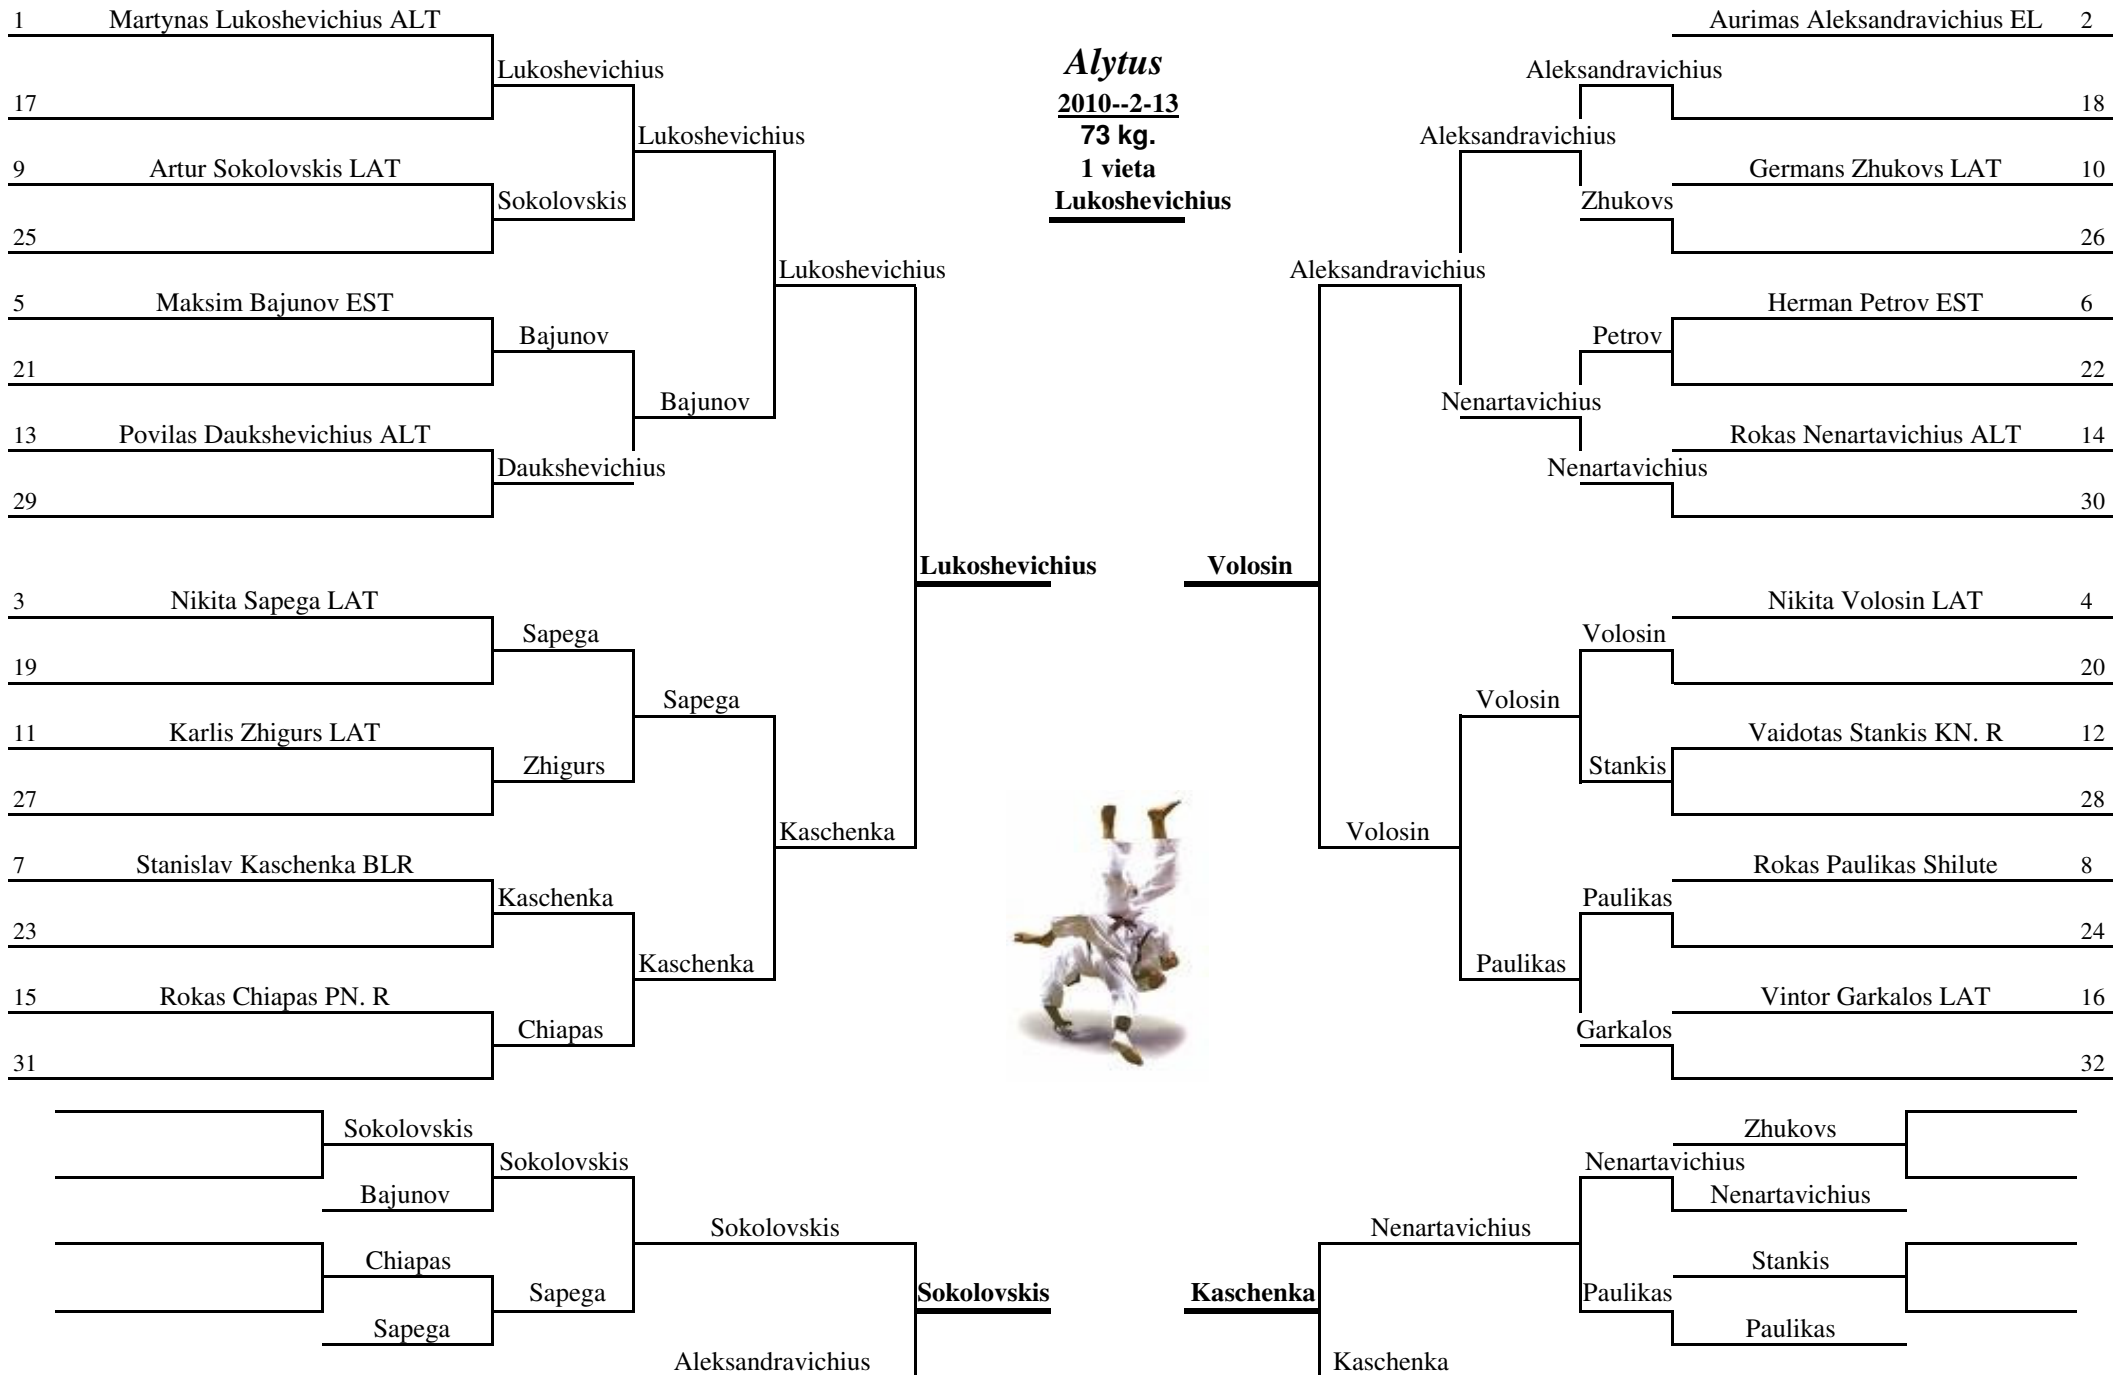 1 Martynas Lukoshevichius ALT
Aurimas Aleksandravichius EL 2
Alytus
Lukoshevichius
Aleksandravichius
2010--2-13
17
18
73 kg.
Lukoshevichius
Aleksandravichius
9 Artur Sokolovskis LAT
1 vieta
Germans Zhukovs LAT 10
Sokolovskis
Lukoshevichius
Zhukovs
25
26
Lukoshevichius
Aleksandravichius
5 Maksim Bajunov EST
Herman Petrov EST 6
Bajunov
Petrov
21
22
Bajunov
Nenartavichius
13 Povilas Daukshevichius ALT
Rokas Nenartavichius ALT 14
Daukshevichius
Nenartavichius
29
30
Lukoshevichius
Volosin
3 Nikita Sapega LAT
Nikita Volosin LAT 4
Sapega
Volosin
19
20
Sapega
Volosin
11 Karlis Zhigurs LAT
Vaidotas Stankis KN. R 12
Zhigurs
Stankis
27
28
Kaschenka
Volosin
7 Stanislav Kaschenka BLR
Rokas Paulikas Shilute 8
Kaschenka
Paulikas
23
24
Kaschenka
Paulikas
15 Rokas Chiapas PN. R
Vintor Garkalos LAT 16
Chiapas
Garkalos
31
32
Sokolovskis
Zhukovs
Sokolovskis
Nenartavichius
Bajunov
Nenartavichius
Sokolovskis
Nenartavichius
Chiapas
Stankis
Sapega
Sokolovskis
Kaschenka
Paulikas
Sapega
Paulikas
Aleksandravichius
Kaschenka